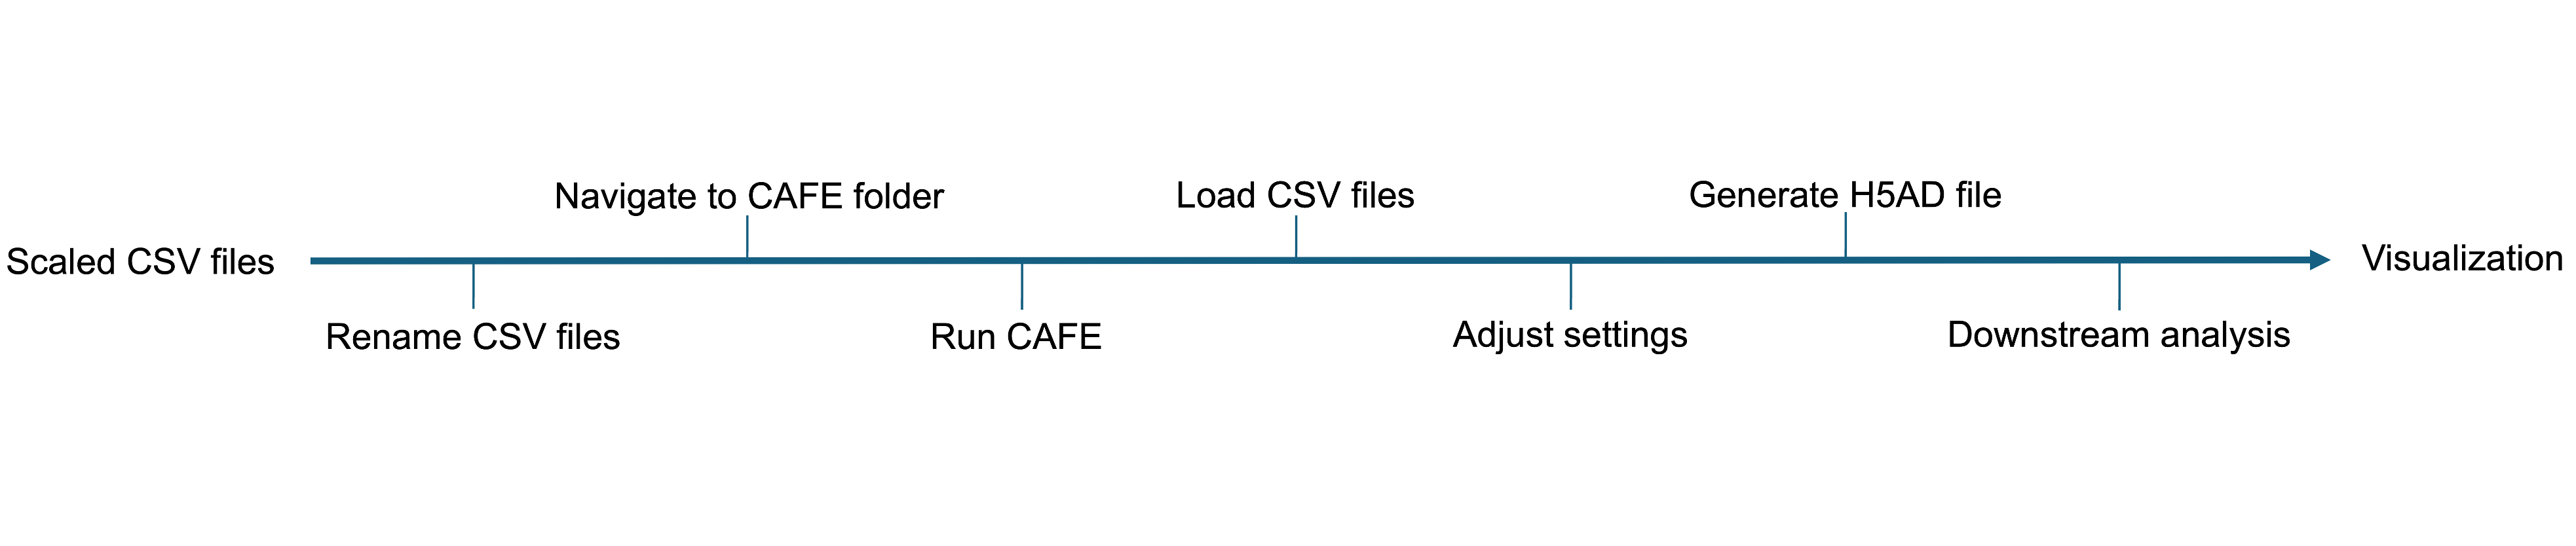 Scaled CSV files
Rename CSV files
Navigate to CAFE folder
Run CAFE
Load CSV files
Adjust settings
Generate H5AD file
Downstream analysis
Visualization